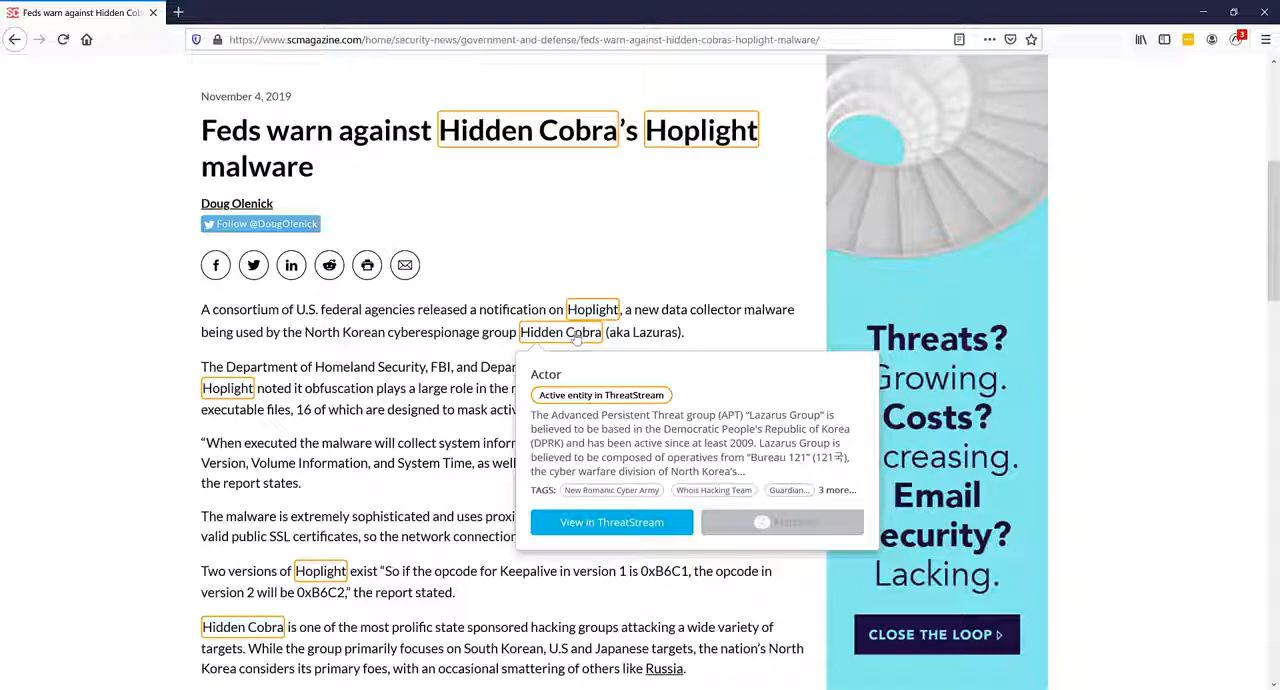 Feds warn against Hidden Cob
https://www.scmagazine.com/home/security-news/government-and-defense/feds-warn-against-hidden-cobras-hoplight-malware/
3
November 4, 2019
Feds warn against Hidden Cobra's Hoplight
malware
Doug Olenick
Follow @DougOlenick
A consortium of U.S. federal agencies released a notification on Hoplight, a new data collector malware
being used by the North Korean cyberespionage group Hidden Cobra (aka Lazuras).
The Department of Homeland Security, FBI, and Depa
Hoplight noted it obfuscation plays a large role in the
executable files, 16 of which are designed to mask activ
“When executed the malware will collect system infor
Version, Volume Information, and System Time, as well
the report states.
The malware is extremely sophisticated and uses proxi
valid public SSL certificates, so the network connection
Actor
Active entity in ThreatStream
The Advanced Persistent Threat group (APT) “Lazarus Group” is
believed to be based in the Democratic People's Republic of Korea
(DPRK) and has been active since at least 2009. Lazarus Group is
believed to be composed of operatives from “Bureau 121” (121국),
the cyber warfare division of North Korea's...
TAGS: New Romanic Cyber Army Whois Hacking Team Guardian... 3 more...
View in ThreatStream
Two versions of Hoplight exist “So if the opcode for Keepalive in version 1 is 0xB6C1, the opcode in
version 2 will be 0xB6C2,” the report stated.
Hidden Cobra is one of the most prolific state sponsored hacking groups attacking a wide variety of
targets. While the group primarily focuses on South Korean, U.S and Japanese targets, the nation's North
Korea considers its primary foes, with an occasional smattering of others like Russia.
Threats?
Growing.
Costs?
creasing.
Email
ecurity?
Lacking.
CLOSE THE LOOP